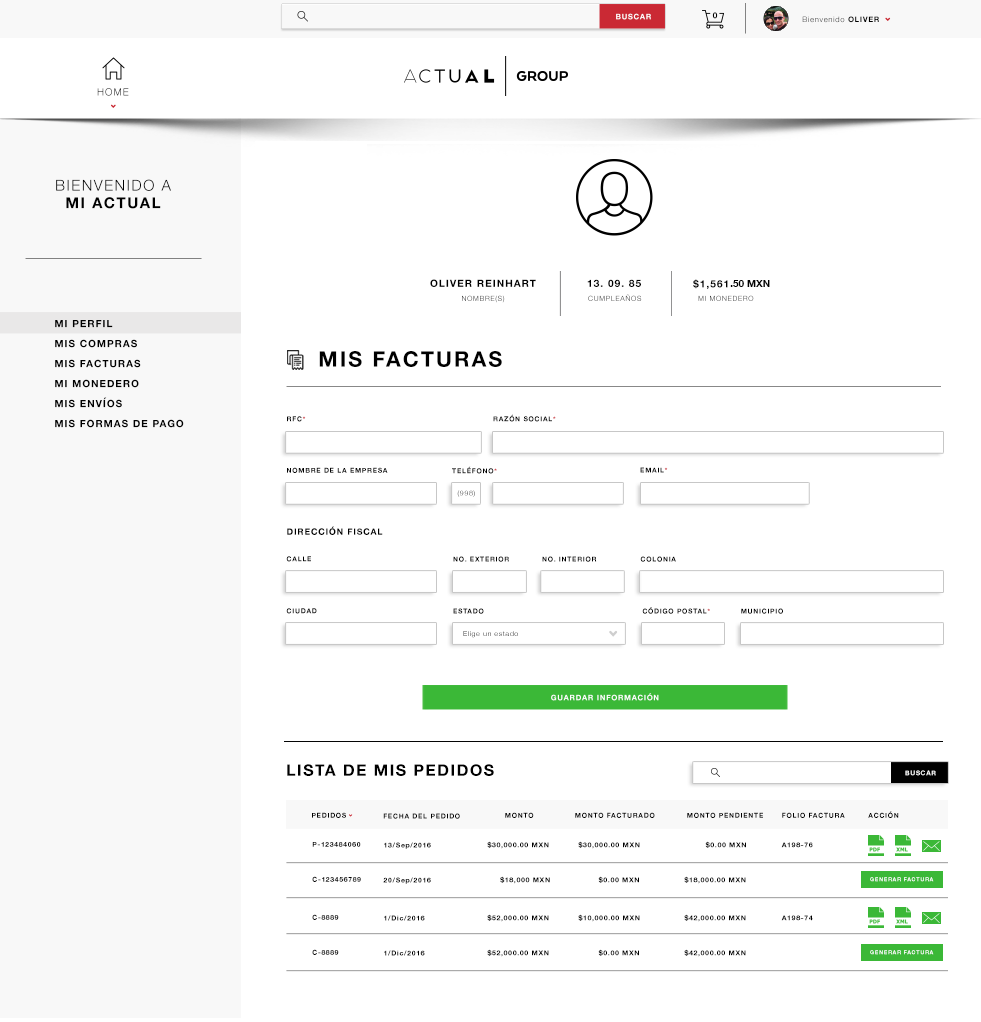 BUSCAR
0
Bienvenido OLIVER
HOME
ACTUAL GROUP
BIENVENIDO A
MI ACTUAL
MI PERFIL
MIS COMPRAS
MIS FACTURAS
MI MONEDERO
MIS ENVÍOS
MIS FORMAS DE PAGO
OLIVER REINHART 13. 09. 85 $1,561.50 MXN
NOMBRE(S) CUMPLEAÑOS MI MONEDERO
MIS FACTURAS
RFC* RAZÓN SOCIAL*
NOMBRE DE LA EMPRESA TELÉFONO* EMAIL*
(998)
DIRECCIÓN FISCAL
CALLE NO. EXTERIOR NO. INTERIOR COLONIA
CIUDAD ESTADO CÓDIGO POSTAL* MUNICIPIO
Elige un estado
GUARDAR INFORMACIÓN
LISTA DE MIS PEDIDOS BUSCAR
PEDIDOS FECHA DEL PEDIDO MONTO MONTO FACTURADO MONTO PENDIENTE FOLIO FACTURA ACCIÓN
P-123484060 13/Sep/2016 $30,000.00 MXN $30,000.00 MXN $0.00 MXN A198-76 PDF XML
C-123456789 20/Sep/2016 $18,000 MXN $0.00 MXN $18,000.00 MXN GENERAR FACTURA
C-8889 1/Dic/2016 $52,000.00 MXN $10,000.00 MXN $42,000.00 MXN A198-74 PDF XML
C-8889 1/Dic/2016 $52,000.00 MXN $0.00 MXN $42,000.00 MXN GENERAR FACTURA